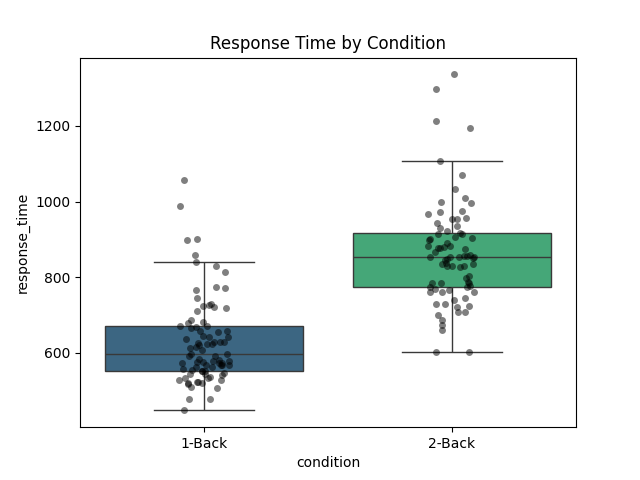 Response Time by Condition
1200
1000
800
600
response_time
1-Back
2-Back
condition